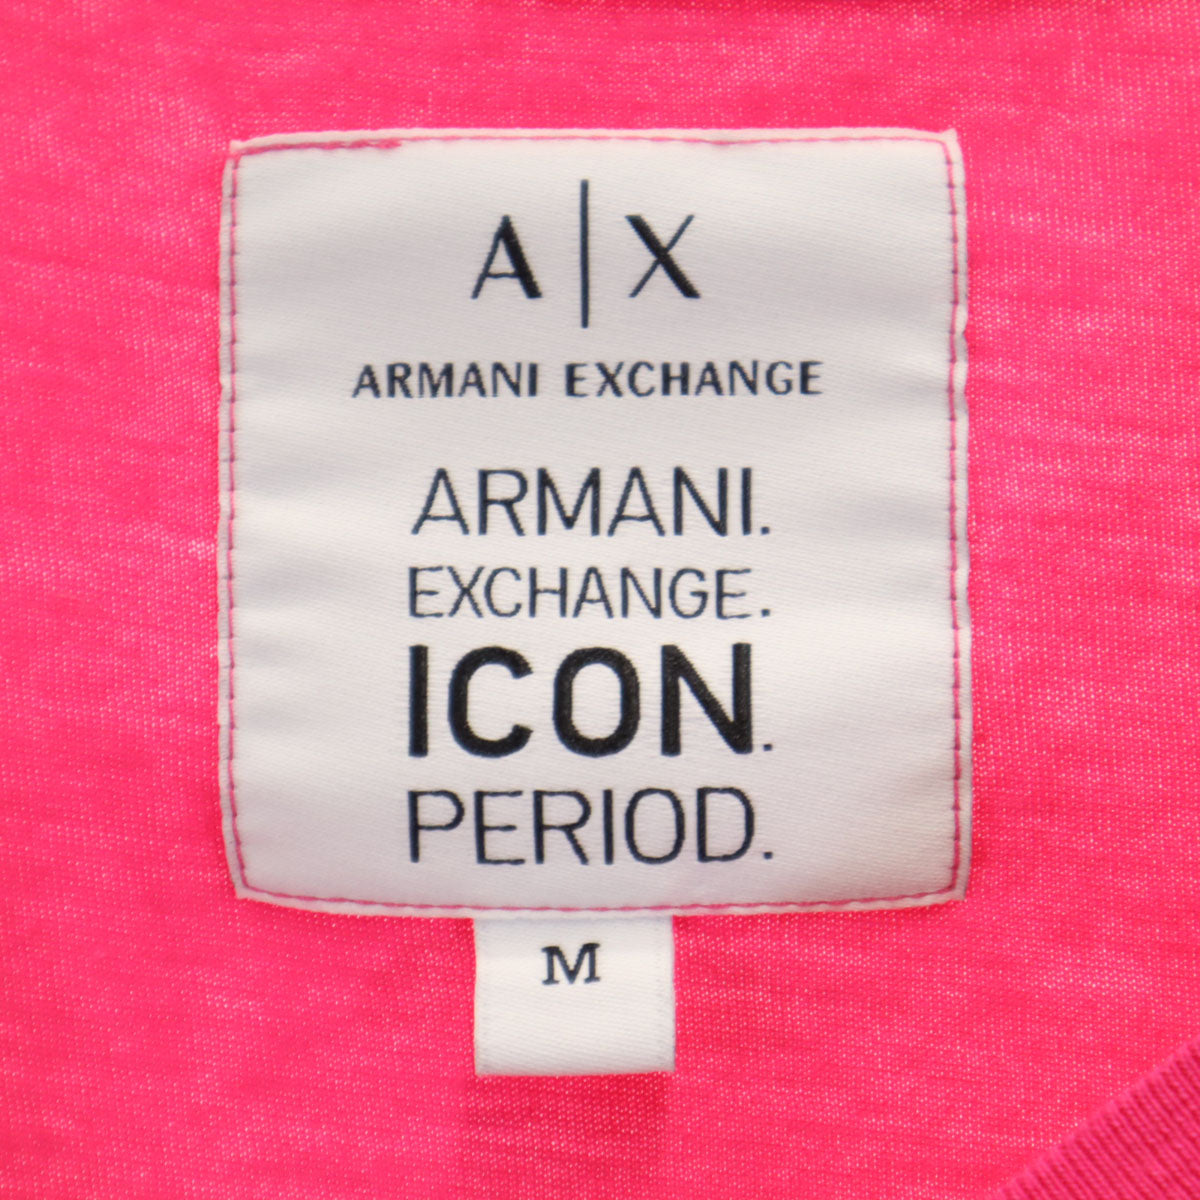 A|X
ARMANI EXCHANGE
ARMANI.
EXCHANGE.
ICON.
PERIOD.
M